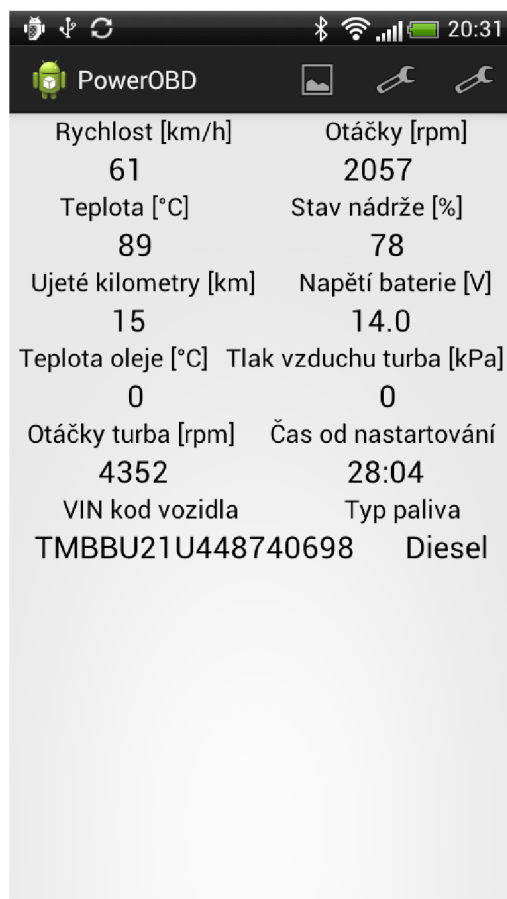 20:31
PowerOBD
Rychlost [km/h] Otáčky [rpm]
61 2057
Teplota [°C] Stav nádrže [%]
89 78
Ujeté kilometry [km] Napětí baterie [V]
15 14.0
Teplota oleje [°C] Tlak vzduchu turba [kPa]
0 0
Otáčky turba [rpm] Čas od nastartování
4352 28:04
VIN kod vozidla Typ paliva
TMBBU21U448740698 Diesel